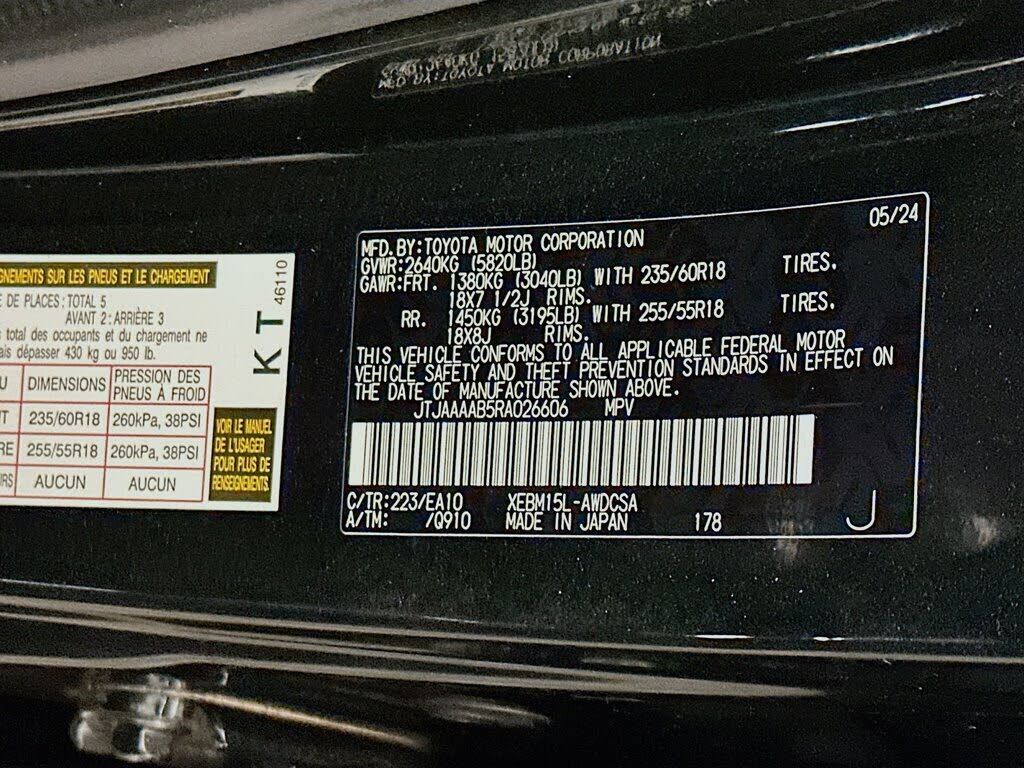 GNEMENTS SUR LES PNEUS ET LE CHARGEMENT
E DE PLACES: TOTAL 5
AVANT 2: ARRIÈRE 3
total des occupants et du chargement ne
ais dépasser 430 kg ou 950 lb.
U DIMENSIONS PRESSION DES PNEUS À FROID
NT 235/60R18 260kPa, 38PSI
RE 255/55R18 260kPa, 38PSI
URS AUCUN AUCUN
KT 46110
VOIR LE MANUEL
DE L'USAGER
POUR PLUS DE
RENSEIGNEMENTS.
05/24
MFD. BY: TOYOTA MOTOR CORPORATION
GVWR: 2640KG (5820LB)
GAWR: FRT. 1380KG (3040LB) WITH 235/60R18 TIRES.
18X7 1/2J RIMS.
RR. 1450KG (3195LB) WITH 255/55R18 TIRES.
18X8J RIMS.
THIS VEHICLE CONFORMS TO ALL APPLICABLE FEDERAL MOTOR
VEHICLE SAFETY AND THEFT PREVENTION STANDARDS IN EFFECT ON
THE DATE OF MANUFACTURE SHOWN ABOVE.
JTJAAAAB5RA026606 MPV
C/TR: 223/EA10 XEBM15L-AWDCSA
A/TM: /0910 MADE IN JAPAN 178 J